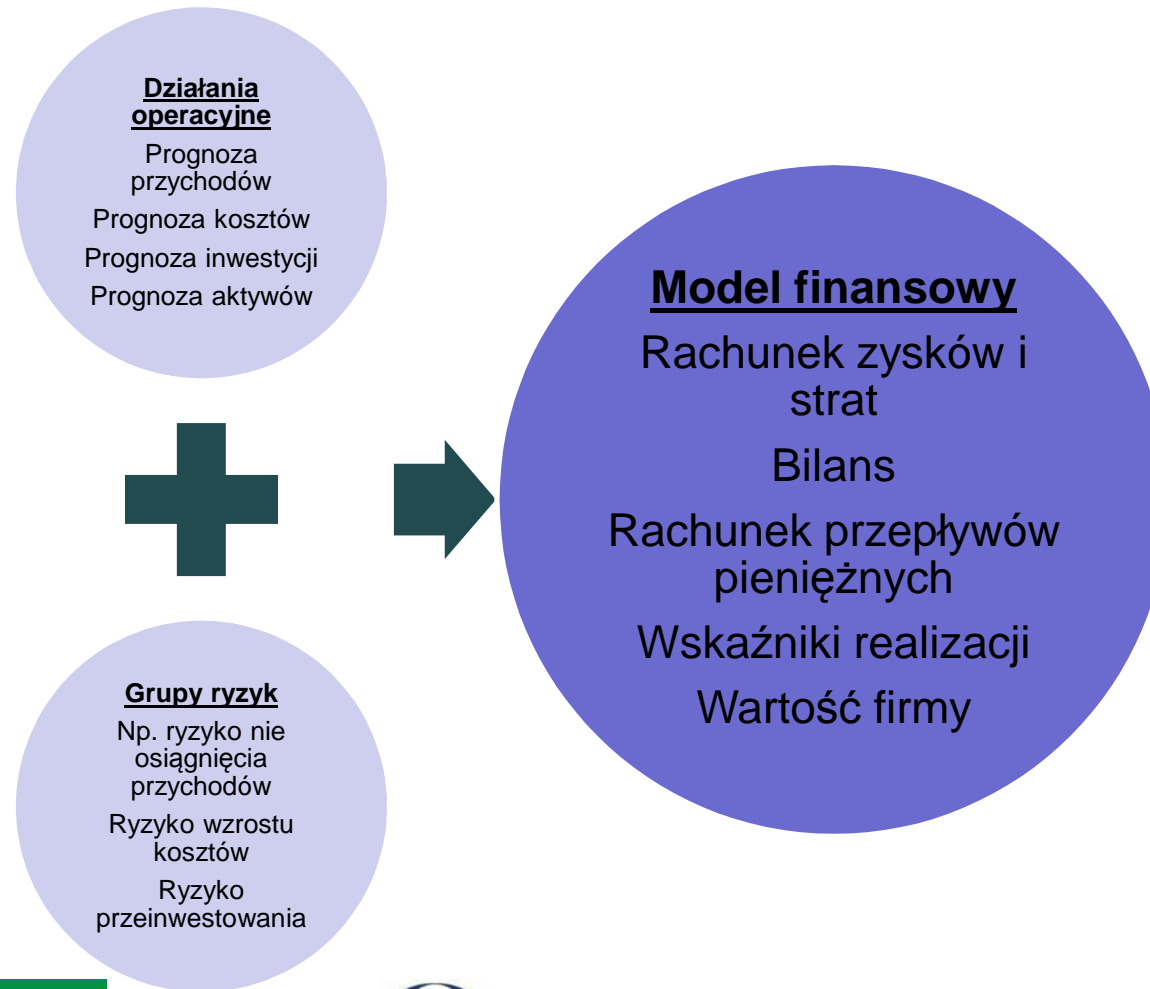 Działania
operacyjne
Prognoza
przychodów
Prognoza kosztów
Prognoza inwestycji
Prognoza aktywów
Grupy ryzyk
Np. ryzyko nie
osiągnięcia
przychodów
Ryzyko wzrostu
kosztów
Ryzyko
przeinwestowania
Model finansowy
Rachunek zysków i
strat
Bilans
Rachunek przepływów
pieniężnych
Wskaźniki realizacji
Wartość firmy